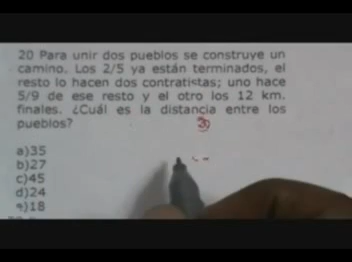 20 Para unir dos pueblos se construye un
camino. Los 2/5 ya están terminados, el
resto lo hacen dos contratistas; uno hace
5/9 de ese resto y el otro los 12 km.
finales. ¿Cuál es la distancia entre los
pueblos?
20
a)35
b)27
c)45
d)24
e)18